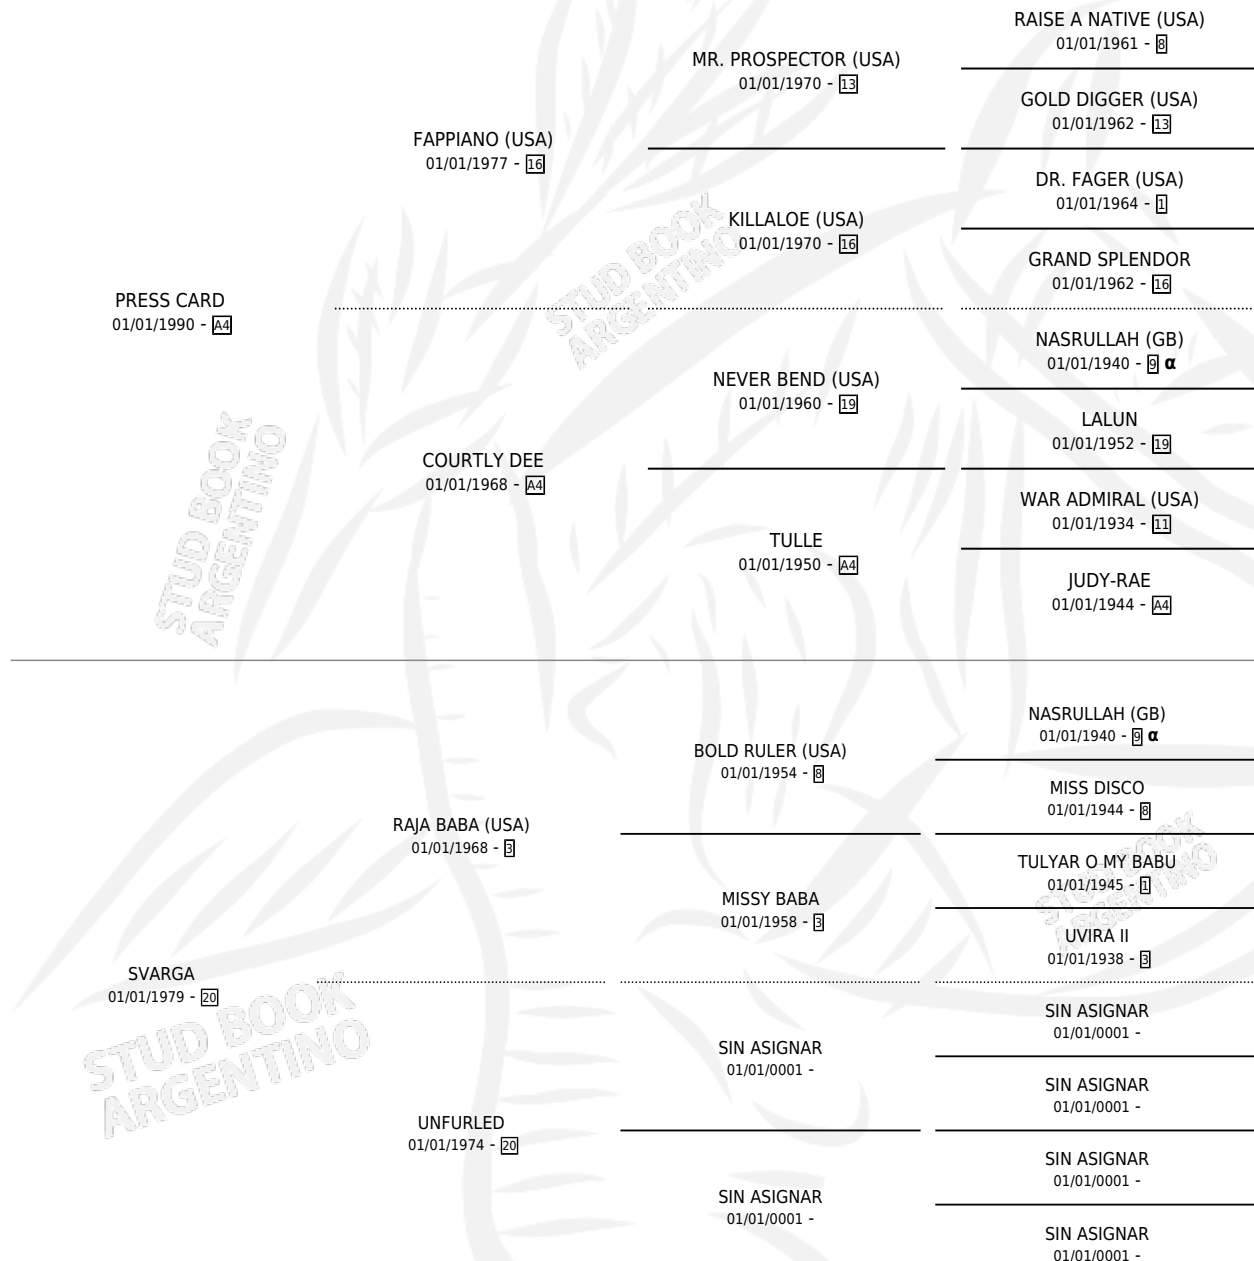 RAISE A NATIVE (USA)
01/01/1961 - 8
MR. PROSPECTOR (USA)
01/01/1970 - 13
GOLD DIGGER (USA)
01/01/1962 - 13
FAPPIANO (USA)
01/01/1977 - 16
DR. FAGER (USA)
01/01/1964 - 1
KILLALOE (USA)
01/01/1970 - 16
GRAND SPLENDOR
01/01/1962 - 16
PRESS CARD
01/01/1990 - A4
NASRULLAH (GB)
01/01/1940 - 9 α
NEVER BEND (USA)
01/01/1960 - 19
LALUN
01/01/1952 - 19
COURTLY DEE
01/01/1968 - A4
WAR ADMIRAL (USA)
01/01/1934 - 11
TULLE
01/01/1950 - A4
JUDY-RAE
01/01/1944 - A4
NASRULLAH (GB)
01/01/1940 - 9 α
BOLD RULER (USA)
01/01/1954 - 8
MISS DISCO
01/01/1944 - 8
RAJA BABA (USA)
01/01/1968 - 3
TULYAR O MY BABU
01/01/1945 - 1
MISSY BABA
01/01/1958 - 3
UVIRA II
01/01/1938 - 3
SVARGA
01/01/1979 - 20
SIN ASIGNAR
01/01/0001 -
SIN ASIGNAR
01/01/0001 -
SIN ASIGNAR
01/01/0001 -
UNFURLED
01/01/1974 - 20
SIN ASIGNAR
01/01/0001 -
SIN ASIGNAR
01/01/0001 -
SIN ASIGNAR
01/01/0001 -
STUD BOOK
ARGENTINO
STUD BOOK
ARGENTINO
STUD BOOK
ARGENTINO
STUD BOOK
ARGENTINO